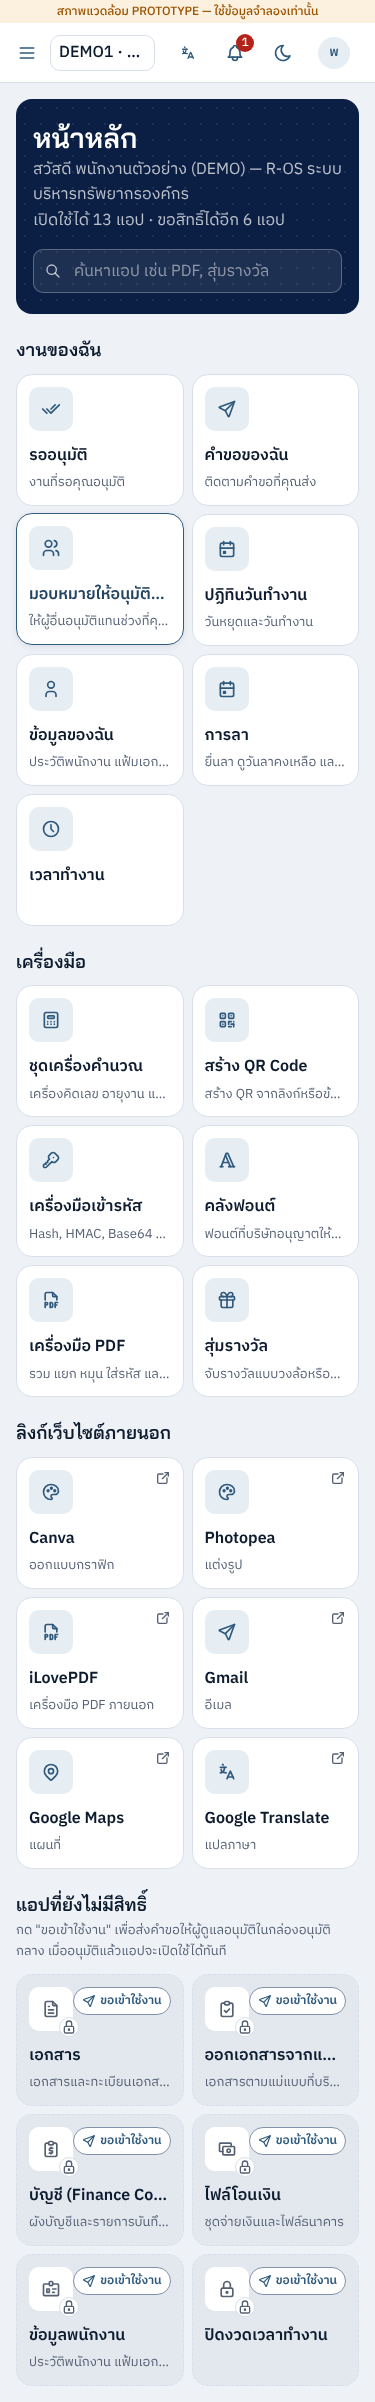 สภาพแวดล้อม PROTOTYPE — ใช้ข้อมูลจำลองเท่านั้น
DEMO1 · ...
1
พ
หน้าหลัก
สวัสดี พนักงานตัวอย่าง (DEMO) — R-OS ระบบ
บริหารทรัพยากรองค์กร
เปิดใช้ได้ 13 แอป · ขอสิทธิ์ได้อีก 6 แอป
ค้นหาแอป เช่น PDF, สุ่มรางวัล
งานของฉัน
รออนุมัติ
งานที่รอคุณอนุมัติ
คำขอของฉัน
ติดตามคำขอที่คุณส่ง
มอบหมายให้อนุมัติ...
ให้ผู้อื่นอนุมัติแทนช่วงที่คุ...
ปฏิทินวันทำงาน
วันหยุดและวันทำงาน
ข้อมูลของฉัน
ประวัติพนักงาน แฟ้มเอก...
การลา
ยื่นลา ดูวันลาคงเหลือ แล...
เวลาทำงาน
เครื่องมือ
ชุดเครื่องคำนวณ
เครื่องคิดเลข อายุงาน แ...
สร้าง QR Code
สร้าง QR จากลิงก์หรือข้...
เครื่องมือเข้ารหัส
Hash, HMAC, Base64 ...
คลังฟอนต์
ฟอนต์ที่บริษัทอนุญาตให้...
PDF
เครื่องมือ PDF
รวม แยก หมุน ใส่รหัส แล...
สุ่มรางวัล
จับรางวัลแบบวงล้อหรือ...
ลิงก์เว็บไซต์ภายนอก
Canva
ออกแบบกราฟิก
Photopea
แต่งรูป
PDF
iLovePDF
เครื่องมือ PDF ภายนอก
Gmail
อีเมล
Google Maps
แผนที่
Google Translate
แปลภาษา
แอปที่ยังไม่มีสิทธิ์
กด "ขอเข้าใช้งาน" เพื่อส่งคำขอให้ผู้ดูแลอนุมัติในกล่องอนุมัติ
กลาง เมื่ออนุมัติแล้วแอปจะเปิดใช้ได้ทันที
ขอเข้าใช้งาน
เอกสาร
เอกสารและทะเบียนเอกส...
ขอเข้าใช้งาน
ออกเอกสารจากแ...
เอกสารตามแม่แบบที่บริ...
ขอเข้าใช้งาน
บัญชี (Finance Co...
ผังบัญชีและรายการบันทึ...
ขอเข้าใช้งาน
ไฟล์โอนเงิน
ชุดจ่ายเงินและไฟล์ธนาคาร
ขอเข้าใช้งาน
ข้อมูลพนักงาน
ประวัติพนักงาน แฟ้มเอก...
ขอเข้าใช้งาน
ปิดงวดเวลาทำงาน